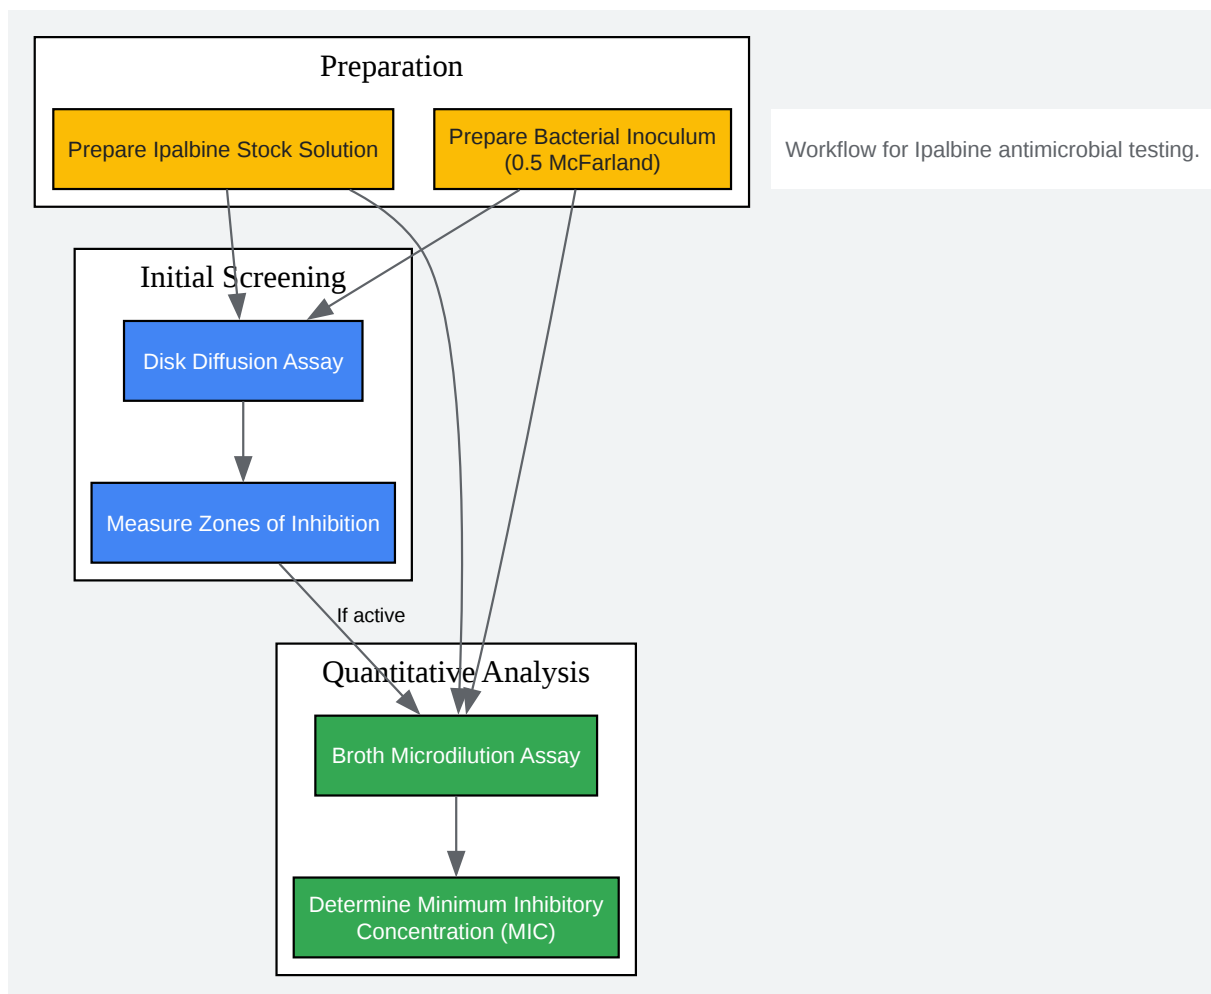 Preparation
Prepare Ipalbine Stock Solution
Prepare Bacterial Inoculum
(0.5 McFarland)
Workflow for Ipalbine antimicrobial testing.
Initial Screening
Disk Diffusion Assay
Measure Zones of Inhibition
If active
Quantitative Analysis
Broth Microdilution Assay
Determine Minimum Inhibitory
Concentration (MIC)